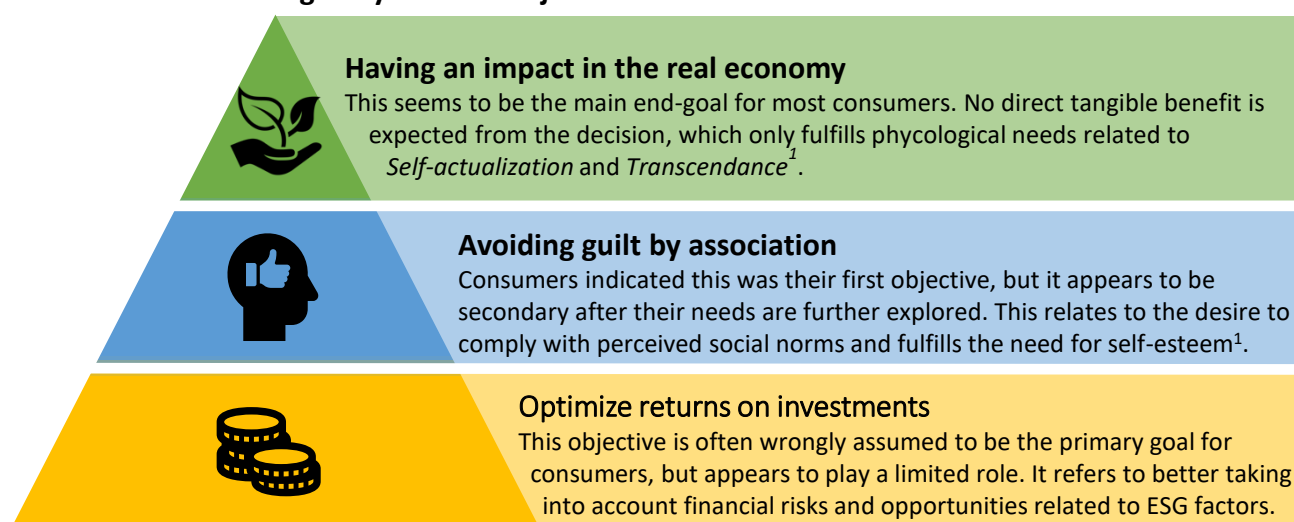 Having an impact in the real economy
This seems to be the main end-goal for most consumers. No direct tangible benefit is
expected from the decision, which only fulfills phycological needs related to
Self-actualization and Transcendance¹.
Avoiding guilt by association
Consumers indicated this was their first objective, but it appears to be
secondary after their needs are further explored. This relates to the desire to
comply with perceived social norms and fulfills the need for self-esteem¹.
Optimize returns on investments
This objective is often wrongly assumed to be the primary goal for
consumers, but appears to play a limited role. It refers to better taking
into account financial risks and opportunities related to ESG factors.